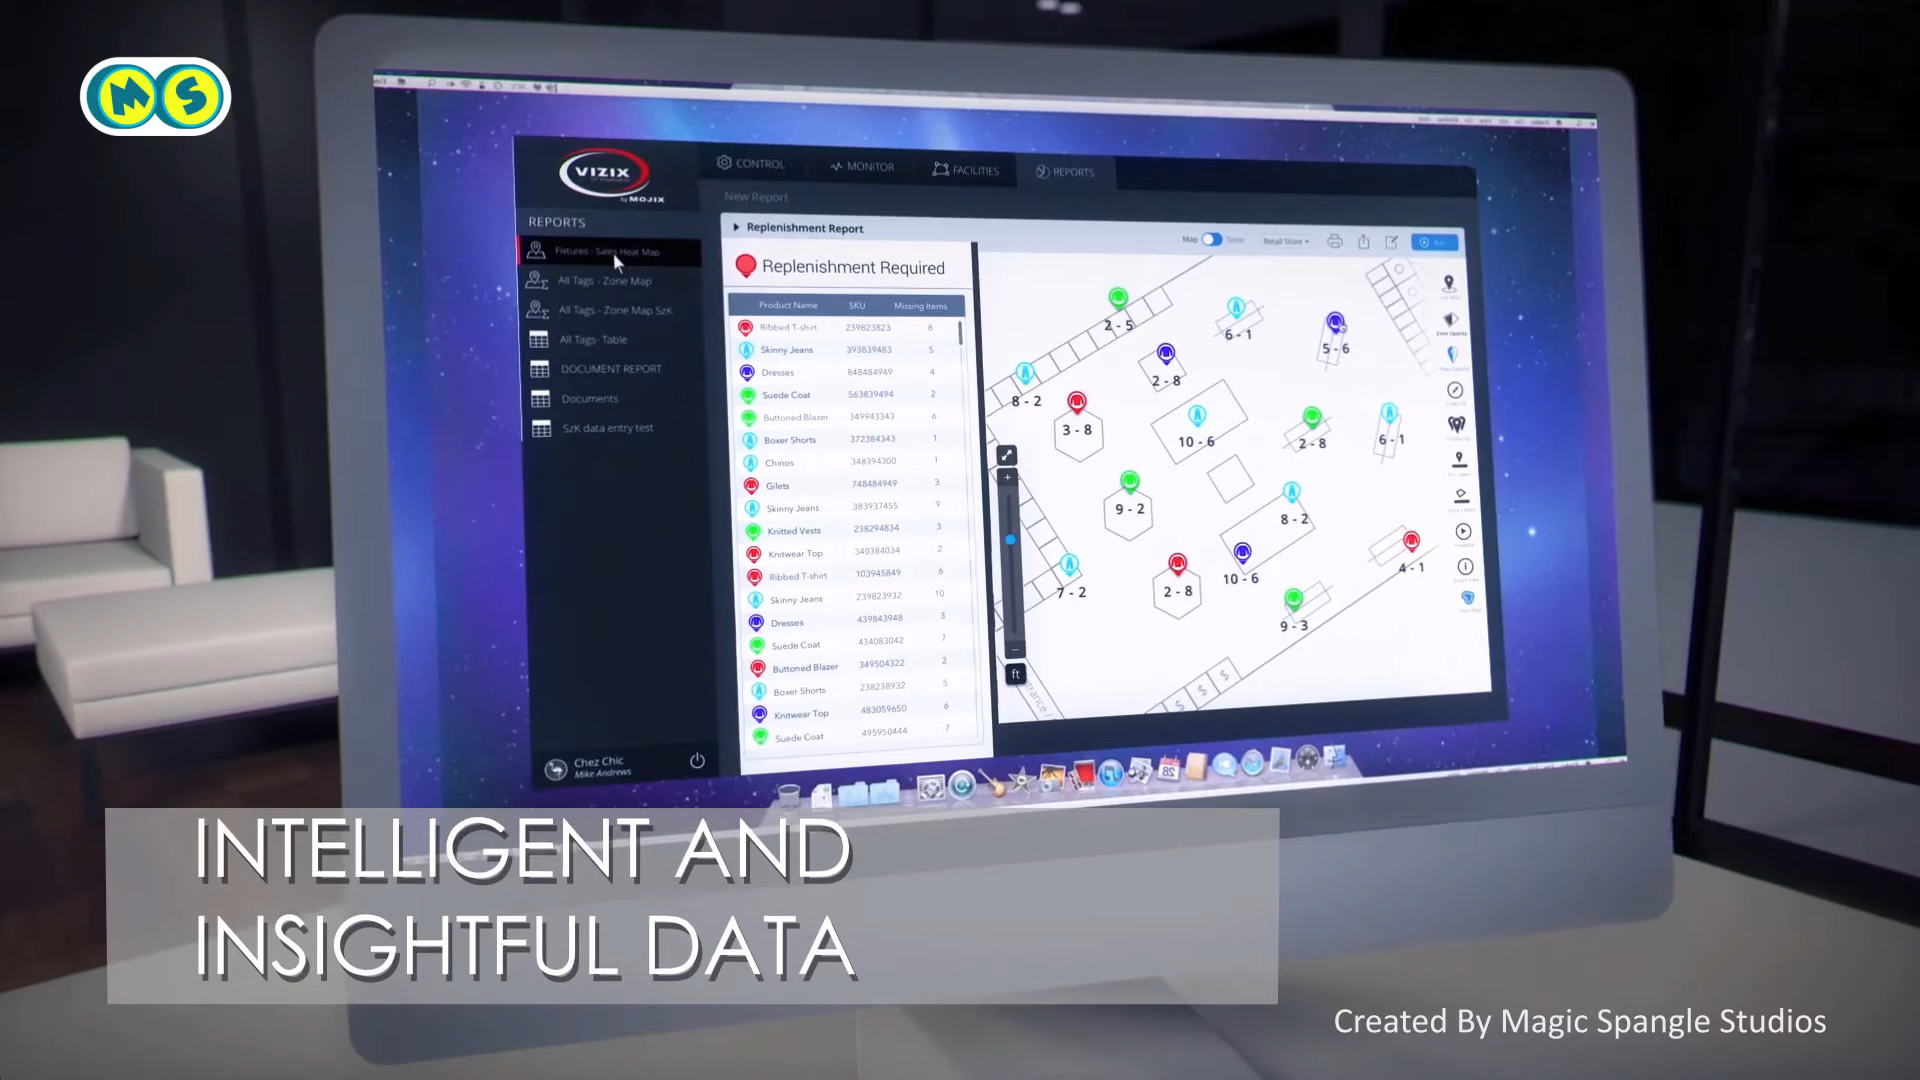 M S
VIZIX
by MOJIX
CONTROL
MONITOR
FACILITIES
REPORTS
New Report
REPORTS
Fixtures - Sales Heat Map
All Tags - Zone Map
All Tags - Zone Map SzK
All Tags- Table
DOCUMENT REPORT
Documents
SzK data entry test
Chez Chic
Mike Andrews
Replenishment Report
Map
Table
Retail Store
Replenishment Required
Product Name SKU Missing Items
Ribbed T-shirt 239823823 8
Skinny Jeans 393839483 5
Dresses 848484949 4
Suede Coat 563839494 2
Buttoned Blazer 349943343 6
Boxer Shorts 372384343 1
Chinos 348394300 1
Gilets 748484949 3
Skinny Jeans 383937455 9
Knitted Vests 238294834 3
Knitwear Top 340384034 2
Ribbed T-shirt 103945849 6
Skinny Jeans 239823932 10
Dresses 439843948 3
Suede Coat 434083042 7
Buttoned Blazer 349504322 2
Boxer Shorts 238238932 5
Knitwear Top 483059650 6
Suede Coat 495950444 7
2 - 5
6 - 1
5 - 6
2 - 8
8 - 2
3 - 8
10 - 6
2 - 8
6 - 1
9 - 2
8 - 2
10 - 6
4 - 1
7 - 2
2 - 8
9 - 3
ft
$ $ $
INTELLIGENT AND
INSIGHTFUL DATA
Created By Magic Spangle Studios